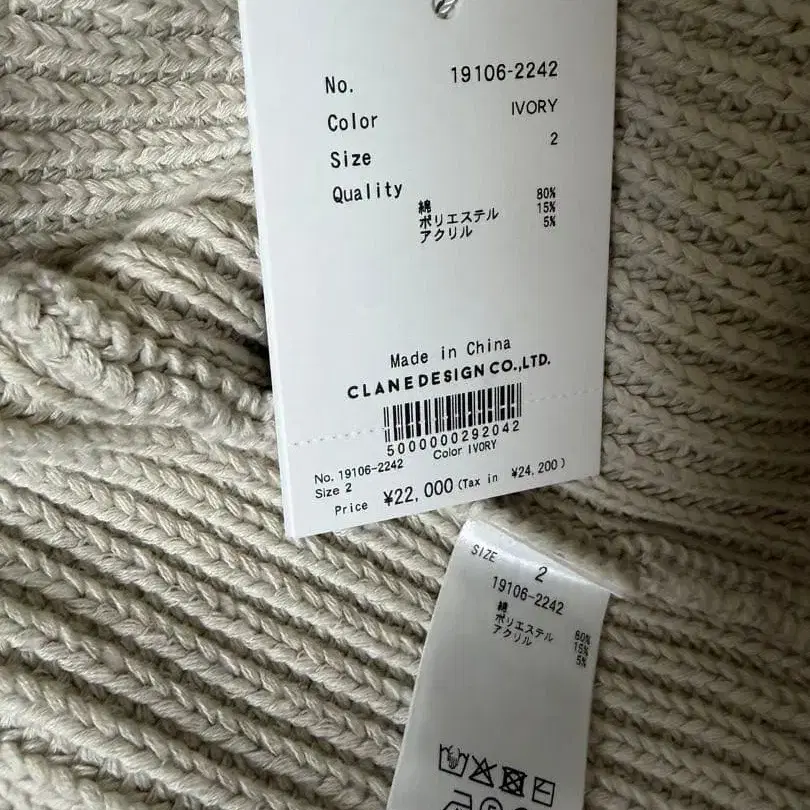 No. 19106-2242
Color IVORY
Size 2
Quality
綿 80%
ポリエステル 15%
アクリル 5%
Made in China
CLANEDESIGN CO.,LTD.
5000000292042
No. 19106-2242 Color IVORY
Size 2
Price ¥22,000 (Tax in ¥24,200)
SIZE 2
19106-2242
綿 80%
ポリエステル 15%
アクリル 5%